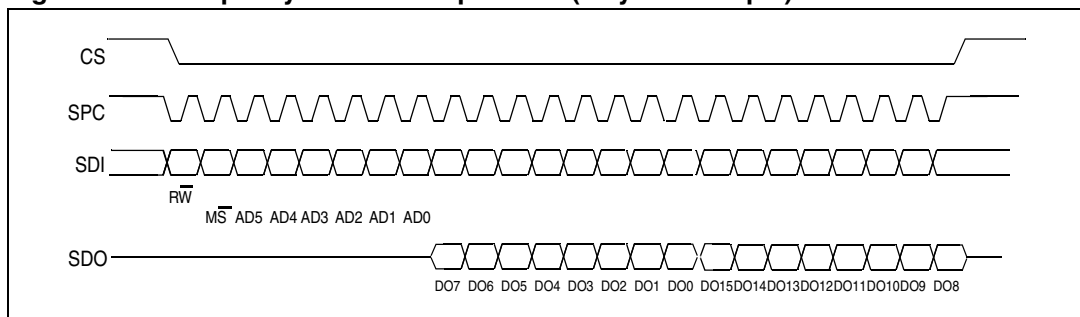 CS
SPC
SDI
RW
MS AD5 AD4 AD3 AD2 AD1 AD0
SDO
DO7 DO6 DO5 DO4 DO3 DO2 DO1 DO0 DO15 DO14 DO13 DO12 DO11 DO10 DO9 DO8